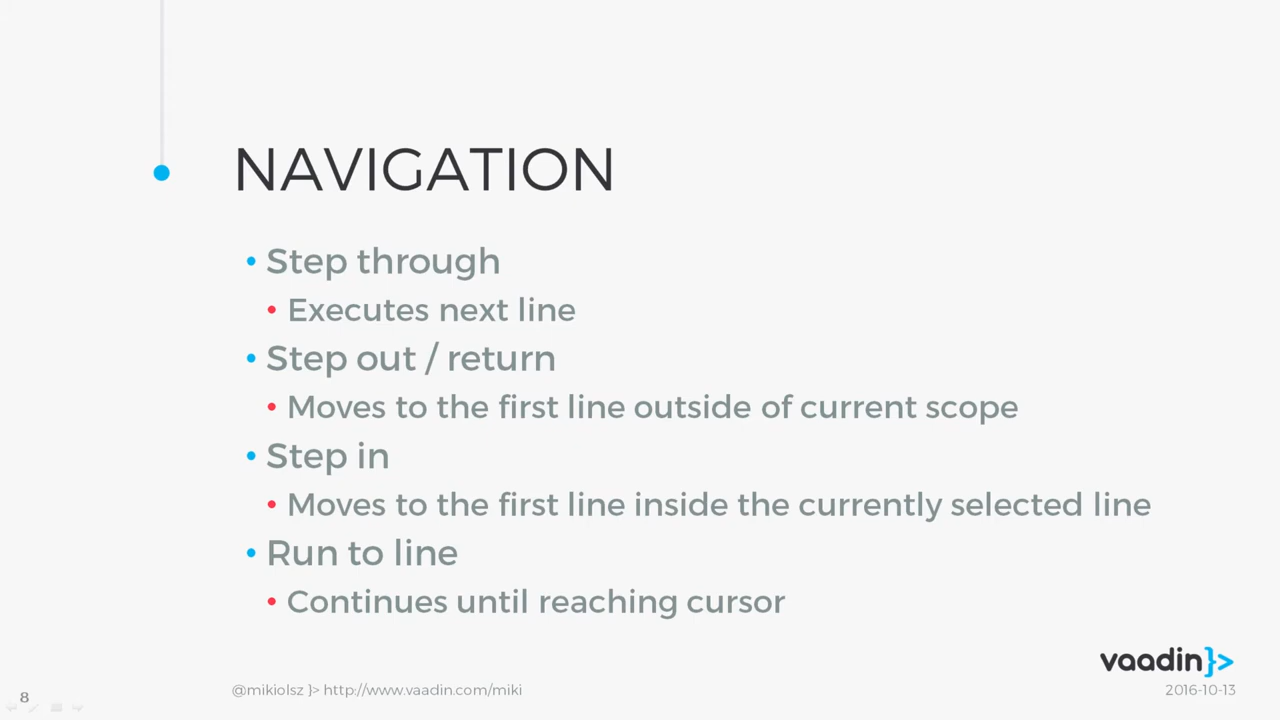 NAVIGATION
• Step through
• Executes next line
• Step out / return
• Moves to the first line outside of current scope
• Step in
• Moves to the first line inside the currently selected line
• Run to line
• Continues until reaching cursor
vaadin}>
8
@mikiolsz }> http://www.vaadin.com/miki
2016-10-13